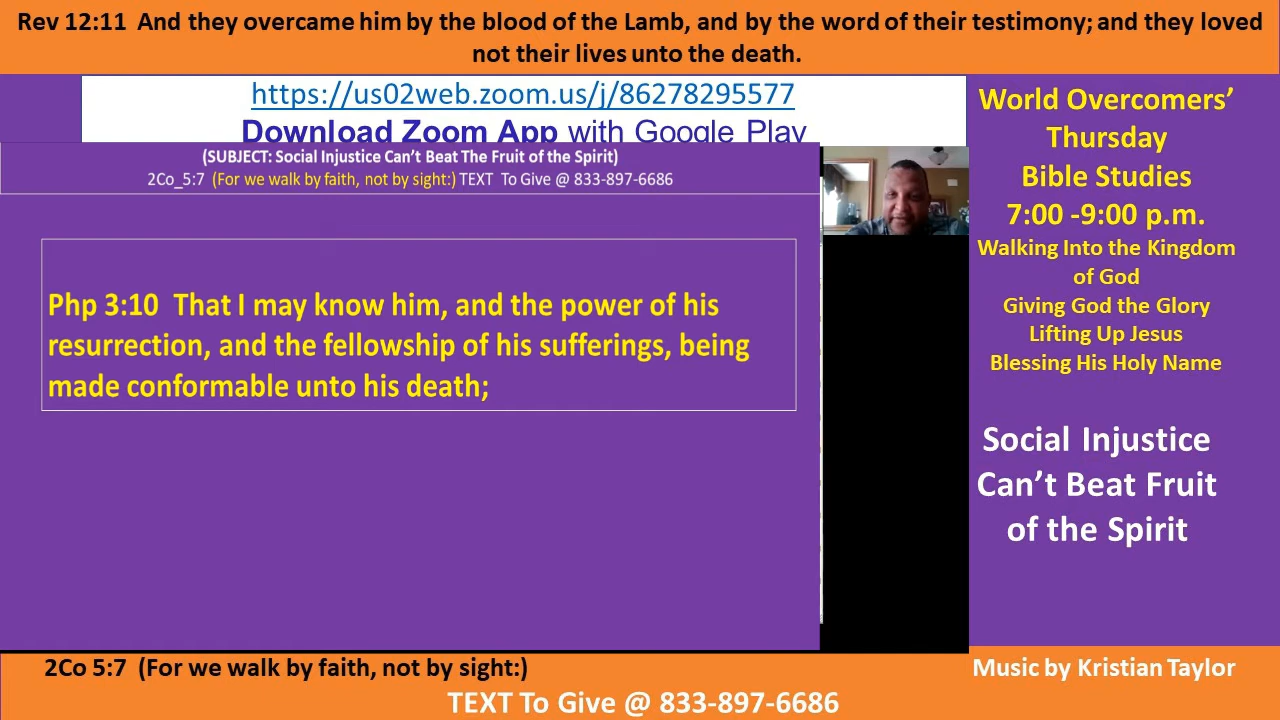 Rev 12:11  And they overcame him by the blood of the Lamb, and by the word of their testimony; and they loved
not their lives unto the death.
https://us02web.zoom.us/j/86278295577
Download Zoom App with Google Play
(SUBJECT: Social Injustice Can’t Beat The Fruit of the Spirit)
2Co_5:7  (For we walk by faith, not by sight:) TEXT  To Give @ 833-897-6686
Php 3:10  That I may know him, and the power of his
resurrection, and the fellowship of his sufferings, being
made conformable unto his death;
World Overcomers’
Thursday
Bible Studies
7:00 -9:00 p.m.
Walking Into the Kingdom
of God
Giving God the Glory
Lifting Up Jesus
Blessing His Holy Name
Social Injustice
Can’t Beat Fruit
of the Spirit
2Co 5:7  (For we walk by faith, not by sight:)
Music by Kristian Taylor
TEXT To Give @ 833-897-6686